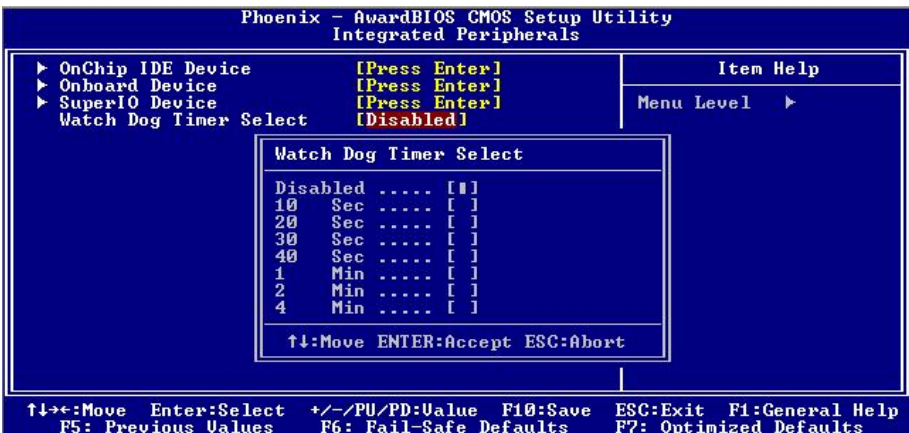 Phoenix - AwardBIOS CMOS Setup Utility
Integrated Peripherals
▶ OnChip IDE Device [Press Enter]
▶ Onboard Device [Press Enter]
▶ SuperIO Device [Press Enter]
Watch Dog Timer Select [Disabled]
Item Help
Menu Level ▶
Watch Dog Timer Select
Disabled ..... [▮]
10 Sec ..... [ ]
20 Sec ..... [ ]
30 Sec ..... [ ]
40 Sec ..... [ ]
1 Min ..... [ ]
2 Min ..... [ ]
4 Min ..... [ ]
↑↓:Move ENTER:Accept ESC:Abort
↑↓→←:Move Enter:Select +/-/PU/PD:Value F10:Save ESC:Exit F1:General Help
F5: Previous Values F6: Fail-Safe Defaults F7: Optimized Defaults